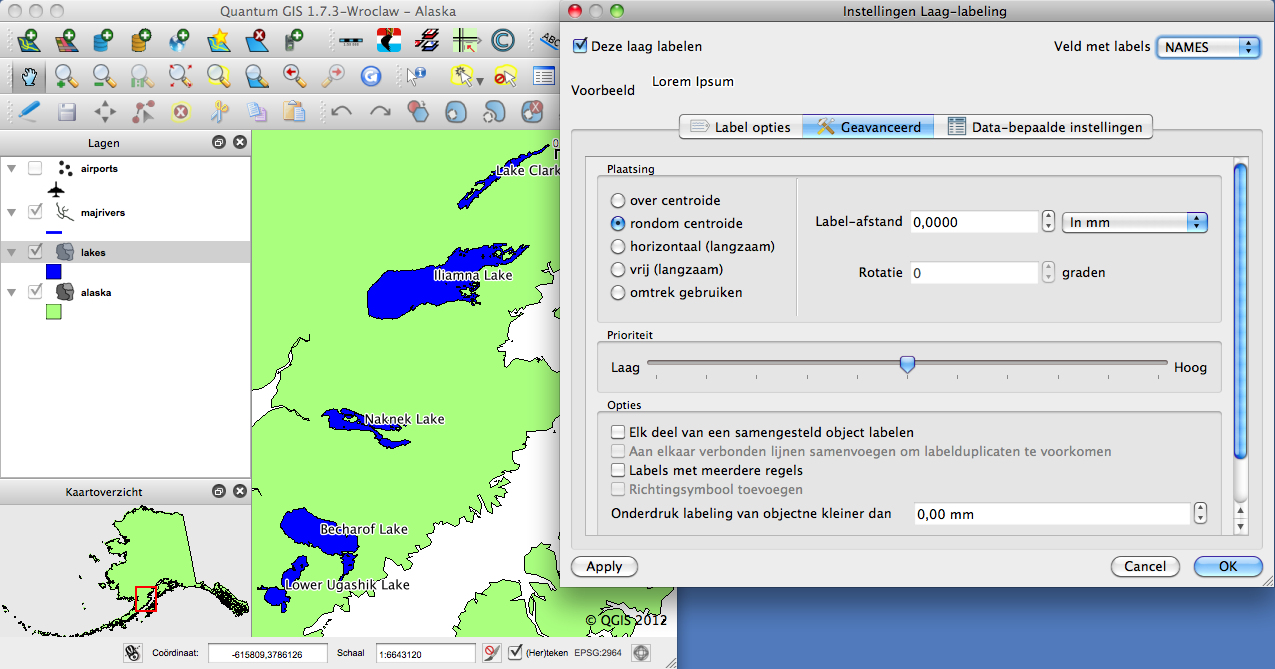 Quantum GIS 1.7.3-Wroclaw - Alaska
Lagen
airports
majrivers
lakes
alaska
Kaartoverzicht
Lake Clark
Iliamna Lake
Naknek Lake
Becharof Lake
Lower Ugashik Lake
© QGIS 2012
Coördinaat: -615809,3786126 Schaal 1:6643120 (Her)teken EPSG:2964
Instellingen Laag-labeling
Deze laag labelen Veld met labels NAMES
Voorbeeld Lorem Ipsum
Label opties Geavanceerd Data-bepaalde instellingen
Plaatsing
over centroide
rondom centroide
horizontaal (langzaam)
vrij (langzaam)
omtrek gebruiken
Label-afstand 0,0000 In mm
Rotatie 0 graden
Prioriteit
Laag Hoog
Opties
Elk deel van een samengesteld object labelen
Aan elkaar verbonden lijnen samenvoegen om labelduplicaten te voorkomen
Labels met meerdere regels
Richtingsymbool toevoegen
Onderdruk labeling van objectne kleiner dan 0,00 mm
Apply Cancel OK